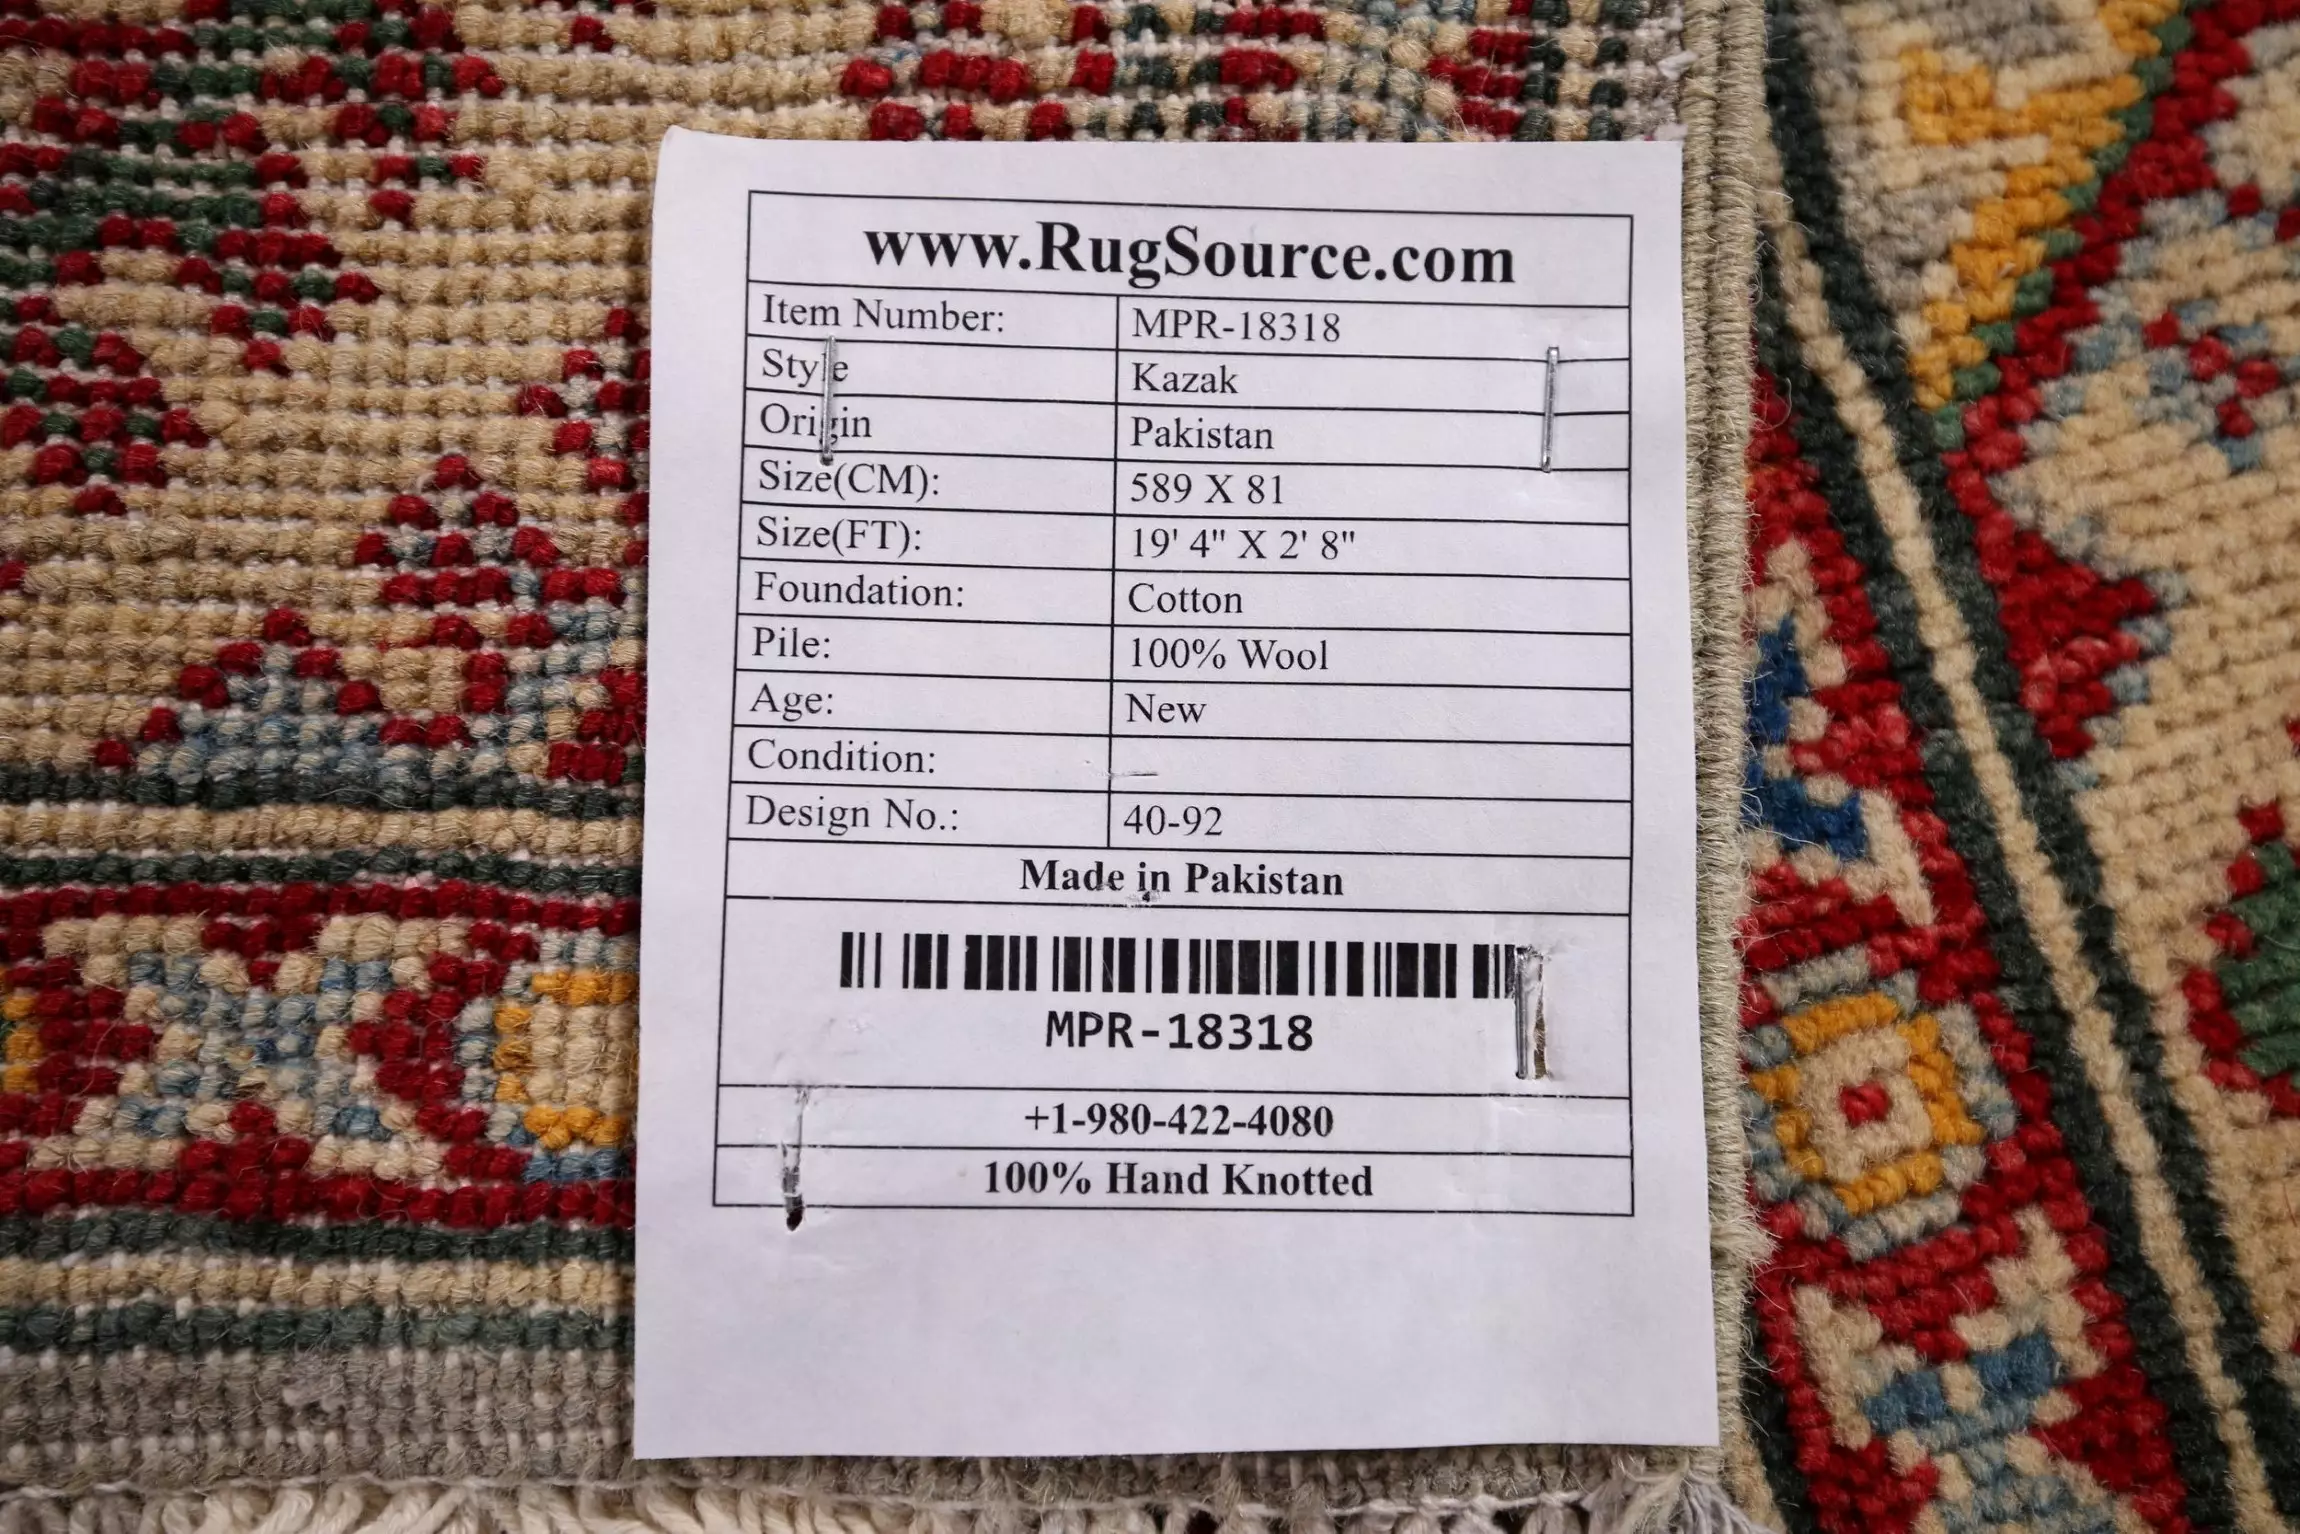 www.RugSource.com
Item Number: MPR-18318
Style Kazak
Origin Pakistan
Size(CM): 589 X 81
Size(FT): 19' 4" X 2' 8"
Foundation: Cotton
Pile: 100% Wool
Age: New
Condition:
Design No.: 40-92
Made in Pakistan
MPR-18318
+1-980-422-4080
100% Hand Knotted